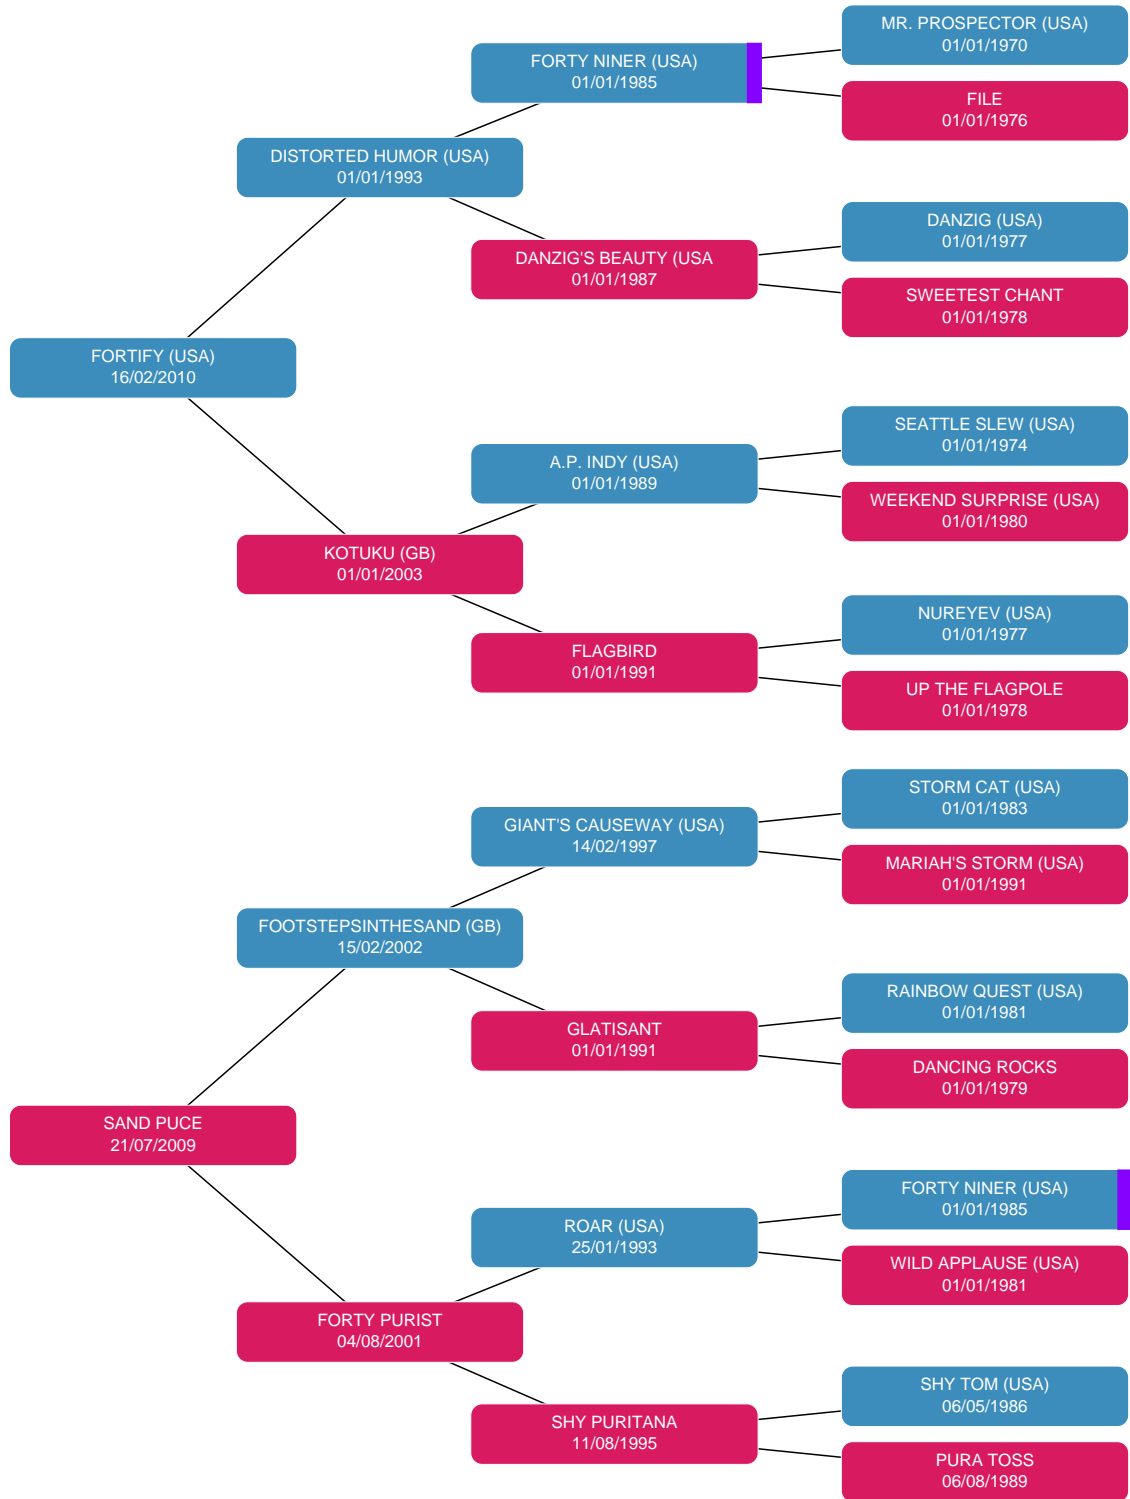 MR. PROSPECTOR (USA)
01/01/1970
FORTY NINER (USA)
01/01/1985
FILE
01/01/1976
DISTORTED HUMOR (USA)
01/01/1993
DANZIG (USA)
01/01/1977
DANZIG'S BEAUTY (USA
01/01/1987
SWEETEST CHANT
01/01/1978
FORTIFY (USA)
16/02/2010
SEATTLE SLEW (USA)
01/01/1974
A.P. INDY (USA)
01/01/1989
WEEKEND SURPRISE (USA)
01/01/1980
KOTUKU (GB)
01/01/2003
NUREYEV (USA)
01/01/1977
FLAGBIRD
01/01/1991
UP THE FLAGPOLE
01/01/1978
STORM CAT (USA)
01/01/1983
GIANT'S CAUSEWAY (USA)
14/02/1997
MARIAH'S STORM (USA)
01/01/1991
FOOTSTEPSINTHESAND (GB)
15/02/2002
RAINBOW QUEST (USA)
01/01/1981
GLATISANT
01/01/1991
DANCING ROCKS
01/01/1979
SAND PUCE
21/07/2009
FORTY NINER (USA)
01/01/1985
ROAR (USA)
25/01/1993
WILD APPLAUSE (USA)
01/01/1981
FORTY PURIST
04/08/2001
SHY TOM (USA)
06/05/1986
SHY PURITANA
11/08/1995
PURA TOSS
06/08/1989